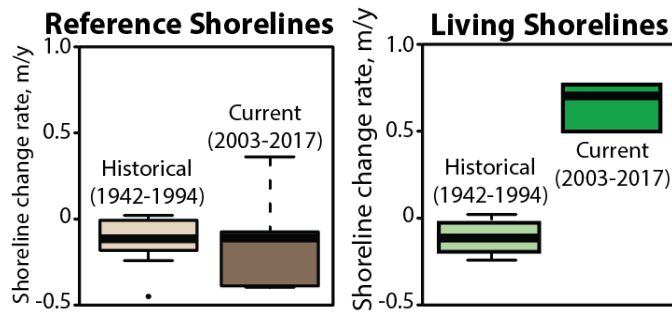 Reference Shorelines
Shoreline change rate, m/y
1.0
0.5
0
-0.5
Historical
(1942-1994)
Current
(2003-2017)
Living Shorelines
Shoreline change rate, m/y
1.0
0.5
0
-0.5
Historical
(1942-1994)
Current
(2003-2017)